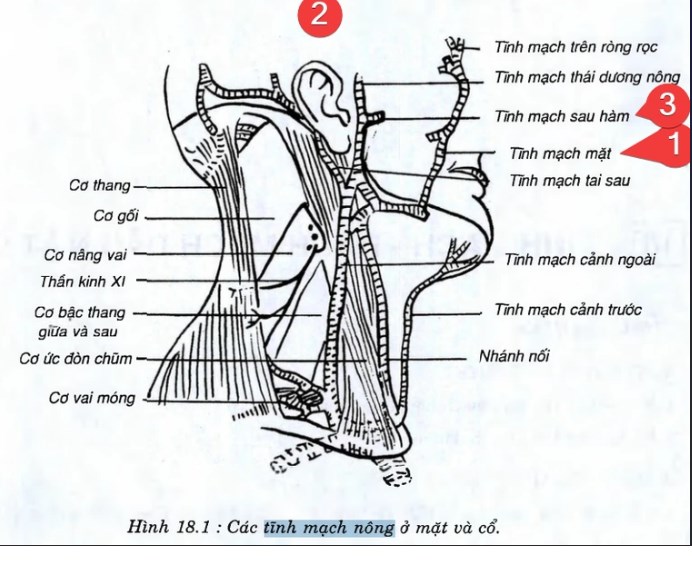 2
Tĩnh mạch trên ròng rọc
Tĩnh mạch thái dương nông
Tĩnh mạch sau hàm
3
1
Tĩnh mạch mặt
Tĩnh mạch tai sau
Cơ thang
Cơ gối
Cơ nâng vai
Tĩnh mạch cảnh ngoài
Thần kinh XI
Cơ bậc thang
giữa và sau
Tĩnh mạch cảnh trước
Cơ ức đòn chũm
Nhánh nối
Cơ vai móng
Hình 18.1 : Các tĩnh mạch nông ở mặt và cổ.